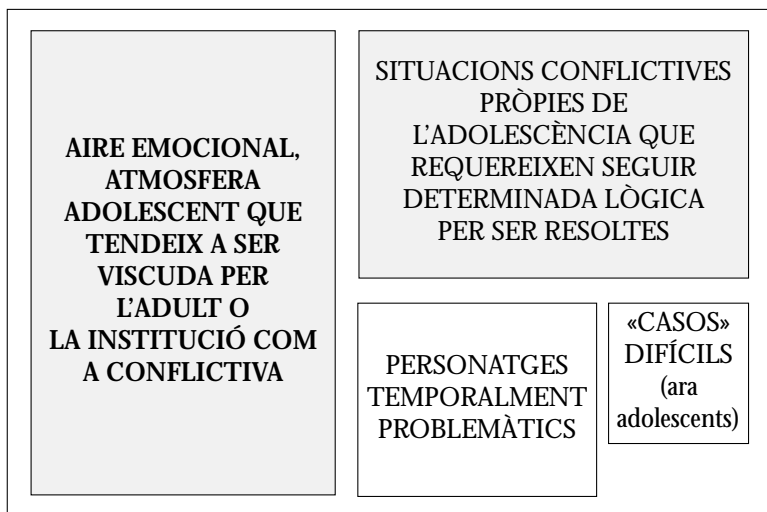 AIRE EMOCIONAL,
ATMOSFERA
ADOLESCENT QUE
TENDEIX A SER
VISCUDA PER
L’ADULT O
LA INSTITUCIÓ COM
A CONFLICTIVA
SITUACIONS CONFLICTIVES
PRÒPIES DE
L’ADOLESCÈNCIA QUE
REQUEREIXEN SEGUIR
DETERMINADA LÒGICA
PER SER RESOLTES
PERSONATGES
TEMPORALMENT
PROBLEMÀTICS
«CASOS»
DIFÍCILS
(ara
adolescents)